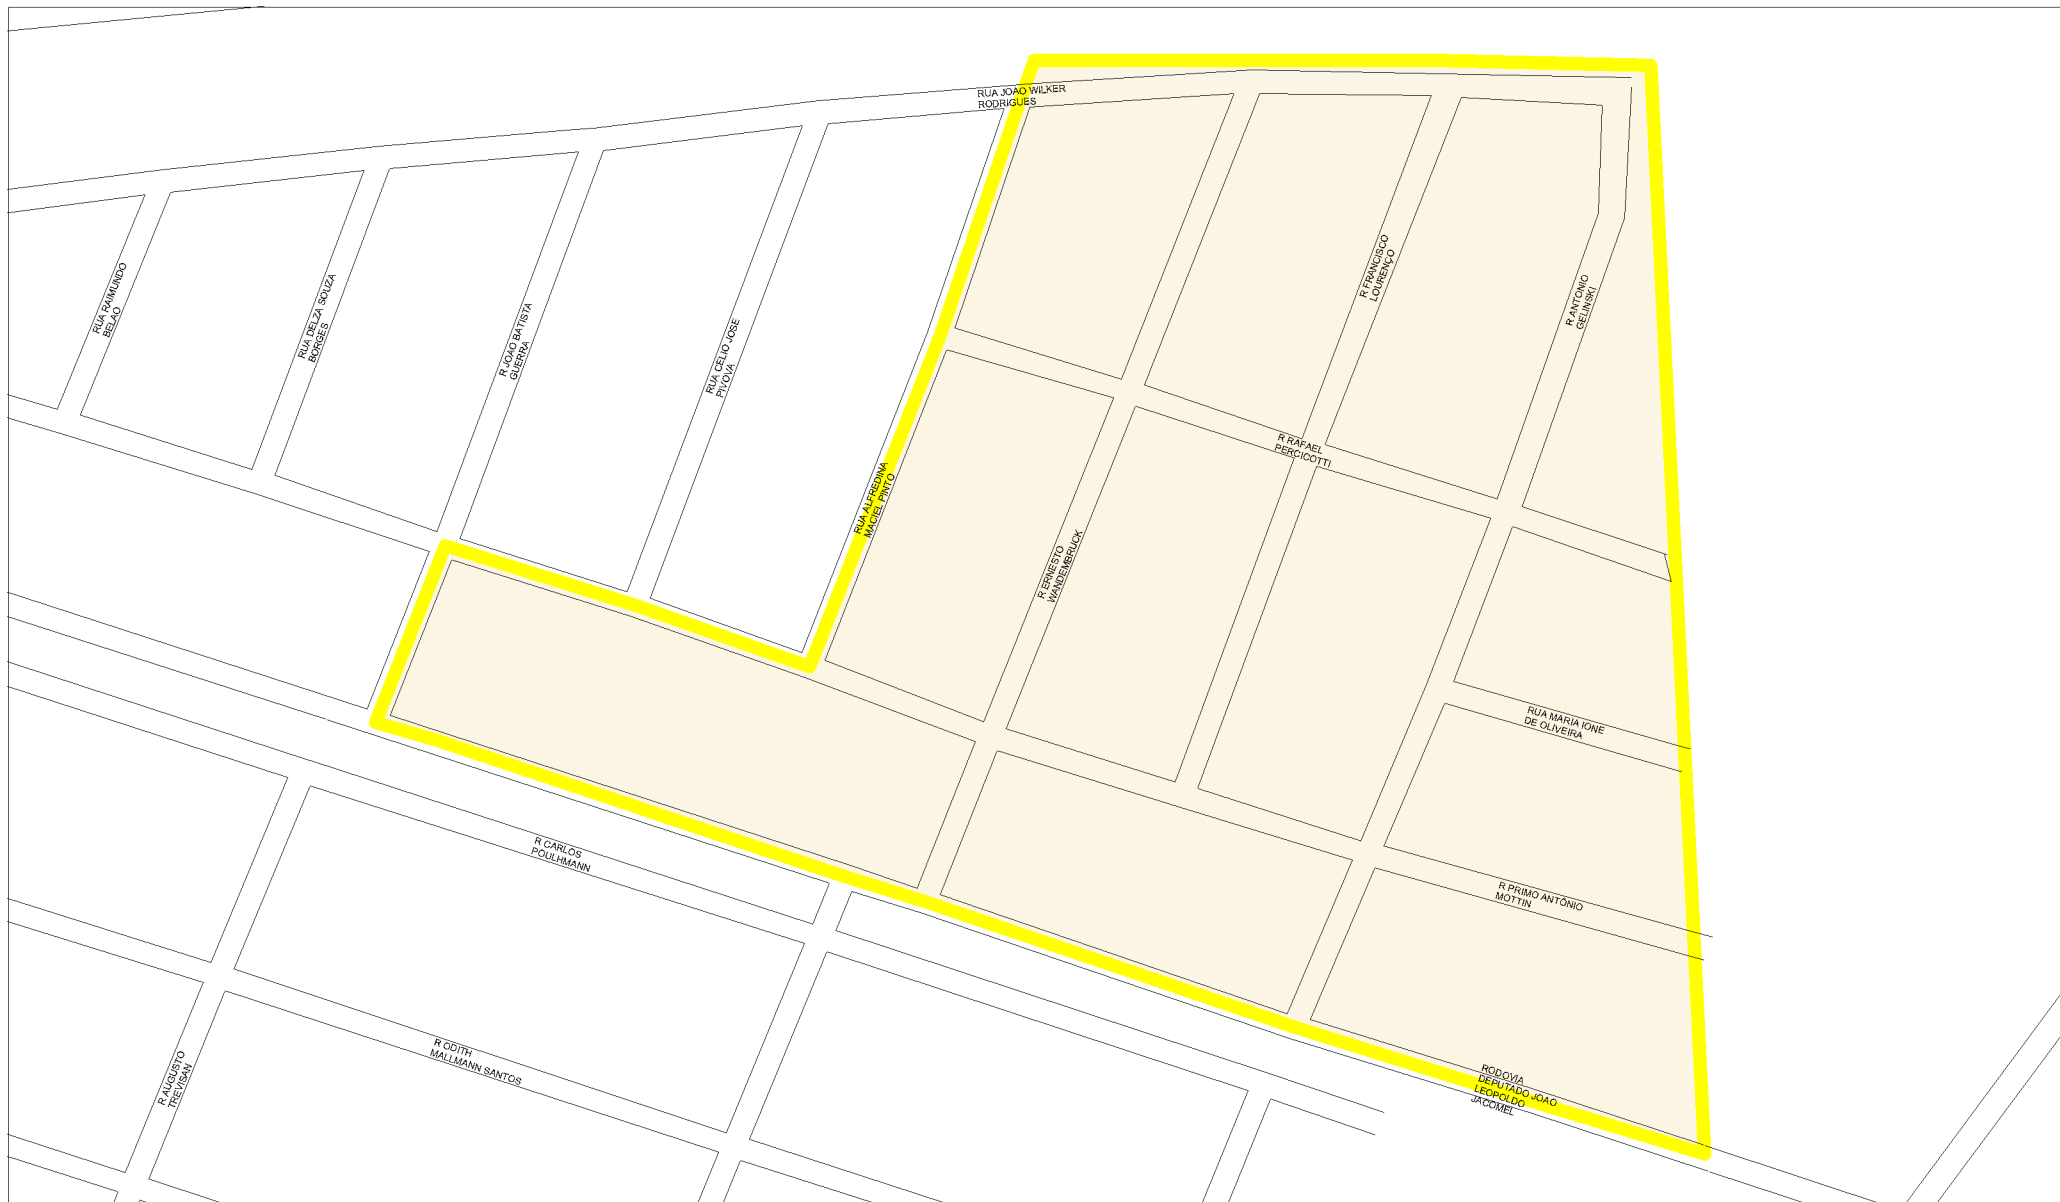 RUA JOAO WILKER
RODRIGUES
RUA RAIMUNDO
BELAO
RUA DELZA SOUZA
BORGES
R JOAO BATISTA
GUERRA
RUA CELIO JOSE
PIVOVA
RUA ALFREDINA
MACIEL PINTO
R FRANCISCO
LOURENÇO
R ANTONIO
GELINSKI
R RAFAEL
PERCICOTTI
R ERNESTO
WANDEMBRUCK
RUA MARIA IONE
DE OLIVEIRA
R PRIMO ANTÔNIO
MOTTIN
R CARLOS
POULHMANN
R ODITH
MALLMANN SANTOS
R AUGUSTO
TREVISAN
RODOVIA
DEPUTADO JOAO
LEOPOLDO
JACOMEL